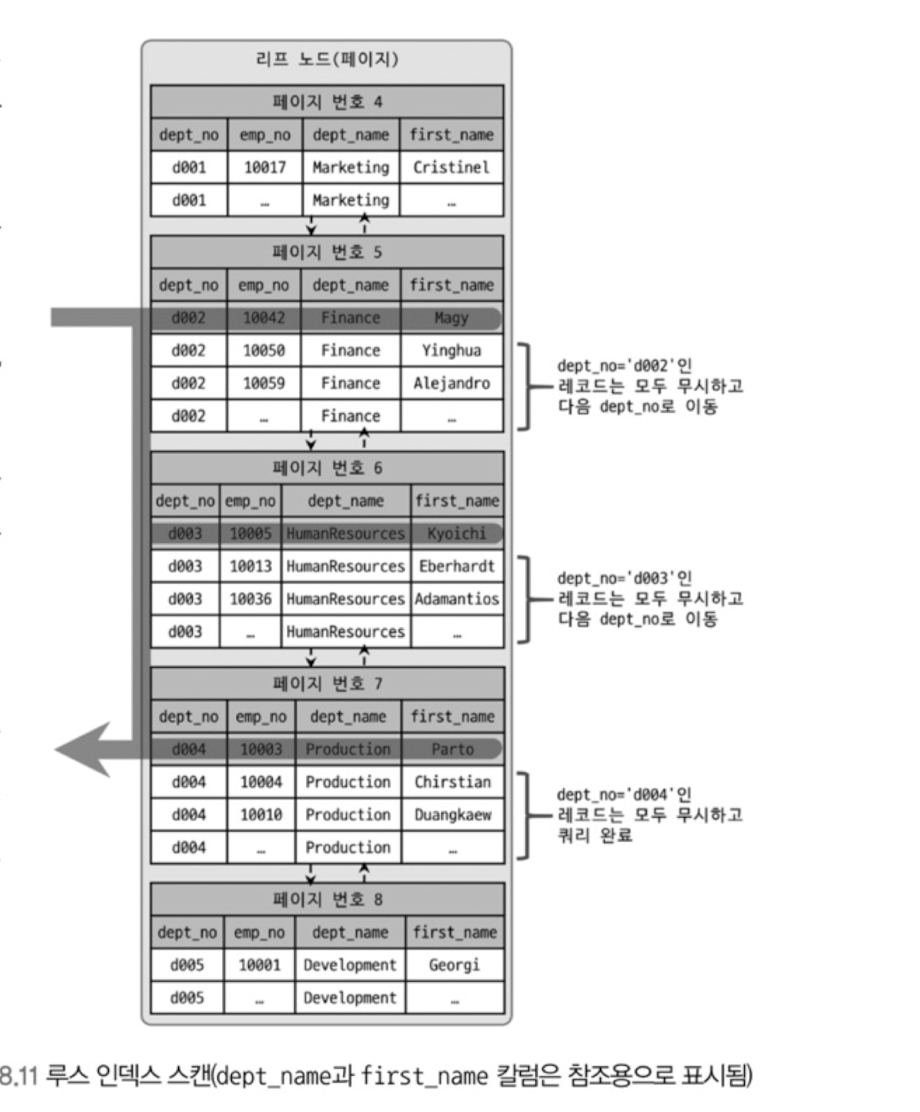 리프 노드(페이지)
페이지 번호 4
dept_no emp_no dept_name first_name
d001 10017 Marketing Cristinel
d001 … Marketing …
페이지 번호 5
dept_no emp_no dept_name first_name
d002 10042 Finance Magy
d002 10050 Finance Yinghua
d002 10059 Finance Alejandro
d002 … Finance …
dept_no='d002'인
레코드는 모두 무시하고
다음 dept_no로 이동
페이지 번호 6
dept_no emp_no dept_name first_name
d003 10005 HumanResources Kyoichi
d003 10013 HumanResources Eberhardt
d003 10036 HumanResources Adamantios
d003 … HumanResources …
dept_no='d003'인
레코드는 모두 무시하고
다음 dept_no로 이동
페이지 번호 7
dept_no emp_no dept_name first_name
d004 10003 Production Parto
d004 10004 Production Chirstian
d004 10010 Production Duangkaew
d004 … Production …
dept_no='d004'인
레코드는 모두 무시하고
쿼리 완료
페이지 번호 8
dept_no emp_no dept_name first_name
d005 10001 Development Georgi
d005 … Development …
8.11 루스 인덱스 스캔(dept_name과 first_name 칼럼은 참조용으로 표시됨)